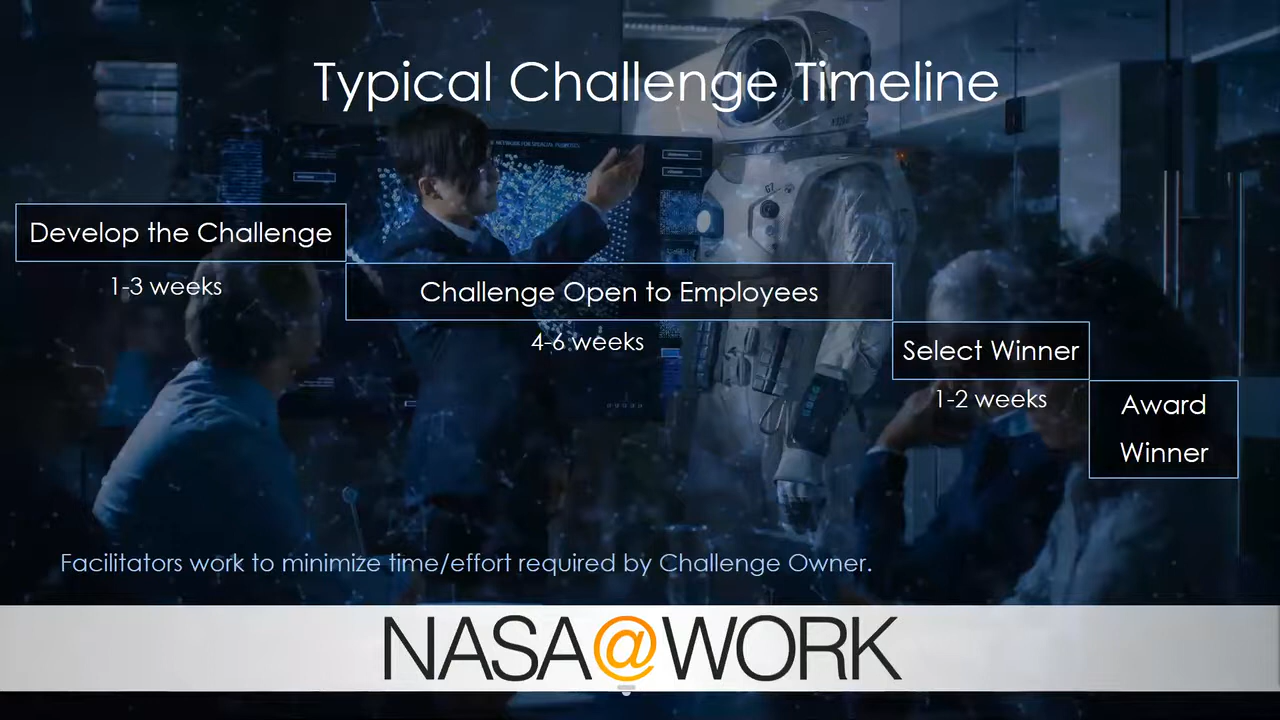 Typical Challenge Timeline
Develop the Challenge
1-3 weeks
Challenge Open to Employees
4-6 weeks
Select Winner
1-2 weeks
Award
Winner
Facilitators work to minimize time/effort required by Challenge Owner.
NASA@WORK